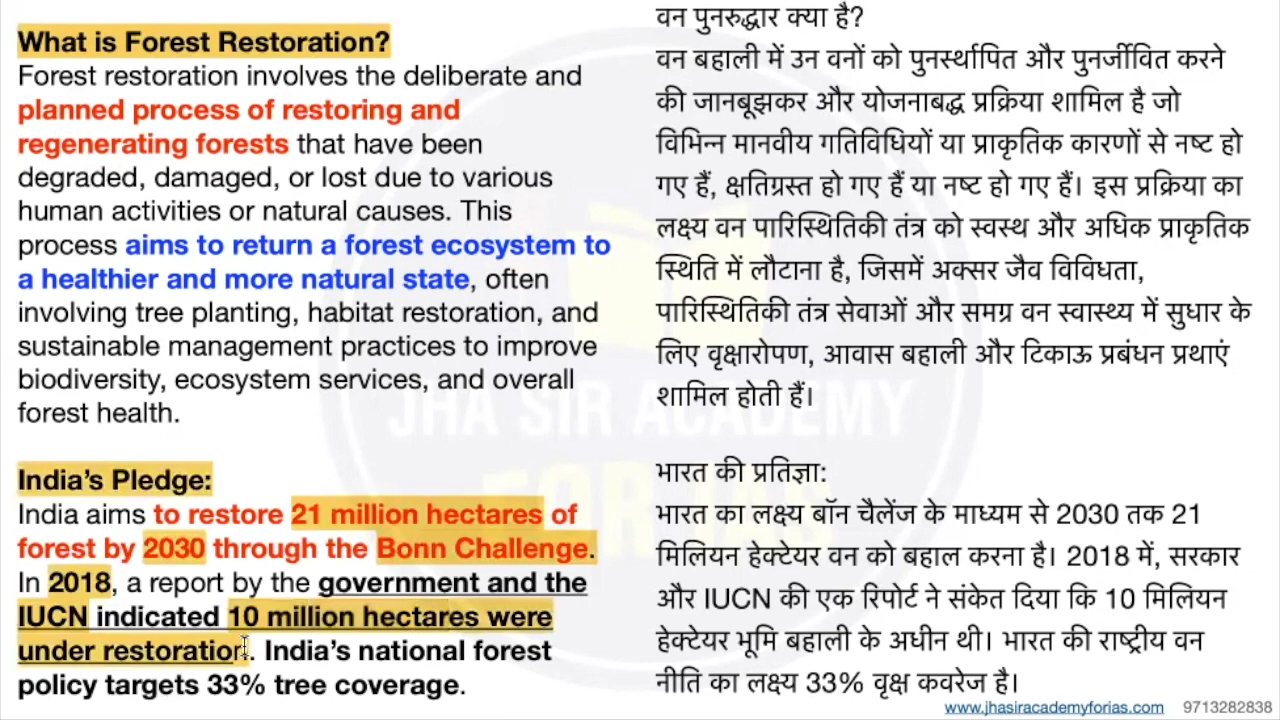 What is Forest Restoration?
Forest restoration involves the deliberate and
planned process of restoring and
regenerating forests that have been
degraded, damaged, or lost due to various
human activities or natural causes. This
process aims to return a forest ecosystem to
a healthier and more natural state, often
involving tree planting, habitat restoration, and
sustainable management practices to improve
biodiversity, ecosystem services, and overall
forest health.
India’s Pledge:
India aims to restore 21 million hectares of
forest by 2030 through the Bonn Challenge.
In 2018, a report by the government and the
IUCN indicated 10 million hectares were
under restoration. India’s national forest
policy targets 33% tree coverage.
वन पुनरुद्धार क्या है?
वन बहाली में उन वनों को पुनर्स्थापित और पुनर्जीवित करने
की जानबूझकर और योजनाबद्ध प्रक्रिया शामिल है जो
विभिन्न मानवीय गतिविधियों या प्राकृतिक कारणों से नष्ट हो
गए हैं, क्षतिग्रस्त हो गए हैं या नष्ट हो गए हैं। इस प्रक्रिया का
लक्ष्य वन पारिस्थितिकी तंत्र को स्वस्थ और अधिक प्राकृतिक
स्थिति में लौटाना है, जिसमें अक्सर जैव विविधता,
पारिस्थितिकी तंत्र सेवाओं और समग्र वन स्वास्थ्य में सुधार के
लिए वृक्षारोपण, आवास बहाली और टिकाऊ प्रबंधन प्रथाएं
शामिल होती हैं।
भारत की प्रतिज्ञा:
भारत का लक्ष्य बॉन चैलेंज के माध्यम से 2030 तक 21
मिलियन हेक्टेयर वन को बहाल करना है। 2018 में, सरकार
और IUCN की एक रिपोर्ट ने संकेत दिया कि 10 मिलियन
हेक्टेयर भूमि बहाली के अधीन थी। भारत की राष्ट्रीय वन
नीति का लक्ष्य 33% वृक्ष कवरेज है।
JHA SIR ACADEMY
FOR IAS
www.jhasiracademyforias.com 9713282838